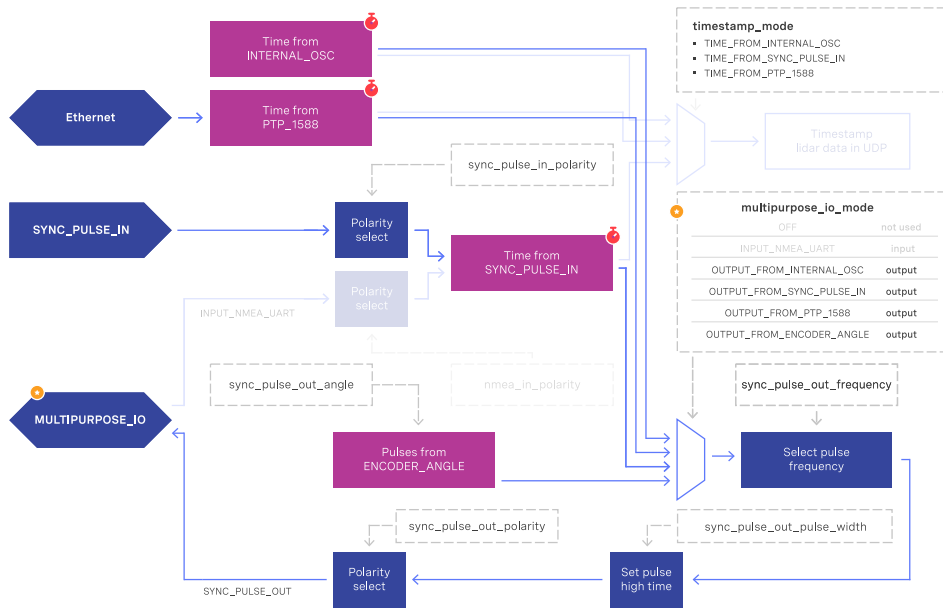 Time from
INTERNAL_OSC
timestamp_mode
TIME_FROM_INTERNAL_OSC
TIME_FROM_SYNC_PULSE_IN
TIME_FROM_PTP_1588
Ethernet
Time from
PTP_1588
Timestamp
lidar data in UDP
sync_pulse_in_polarity
SYNC_PULSE_IN
Polarity
select
multipurpose_io_mode
OFF not used
INPUT_NMEA_UART input
OUTPUT_FROM_INTERNAL_OSC output
OUTPUT_FROM_SYNC_PULSE_IN output
OUTPUT_FROM_PTP_1588 output
OUTPUT_FROM_ENCODER_ANGLE output
Time from
SYNC_PULSE_IN
Polarity
select
INPUT_NMEA_UART
sync_pulse_out_angle
nmea_in_polarity
sync_pulse_out_frequency
MULTIPURPOSE_IO
Pulses from
ENCODER_ANGLE
Select pulse
frequency
sync_pulse_out_polarity
sync_pulse_out_pulse_width
Polarity
select
Set pulse
high time
SYNC_PULSE_OUT